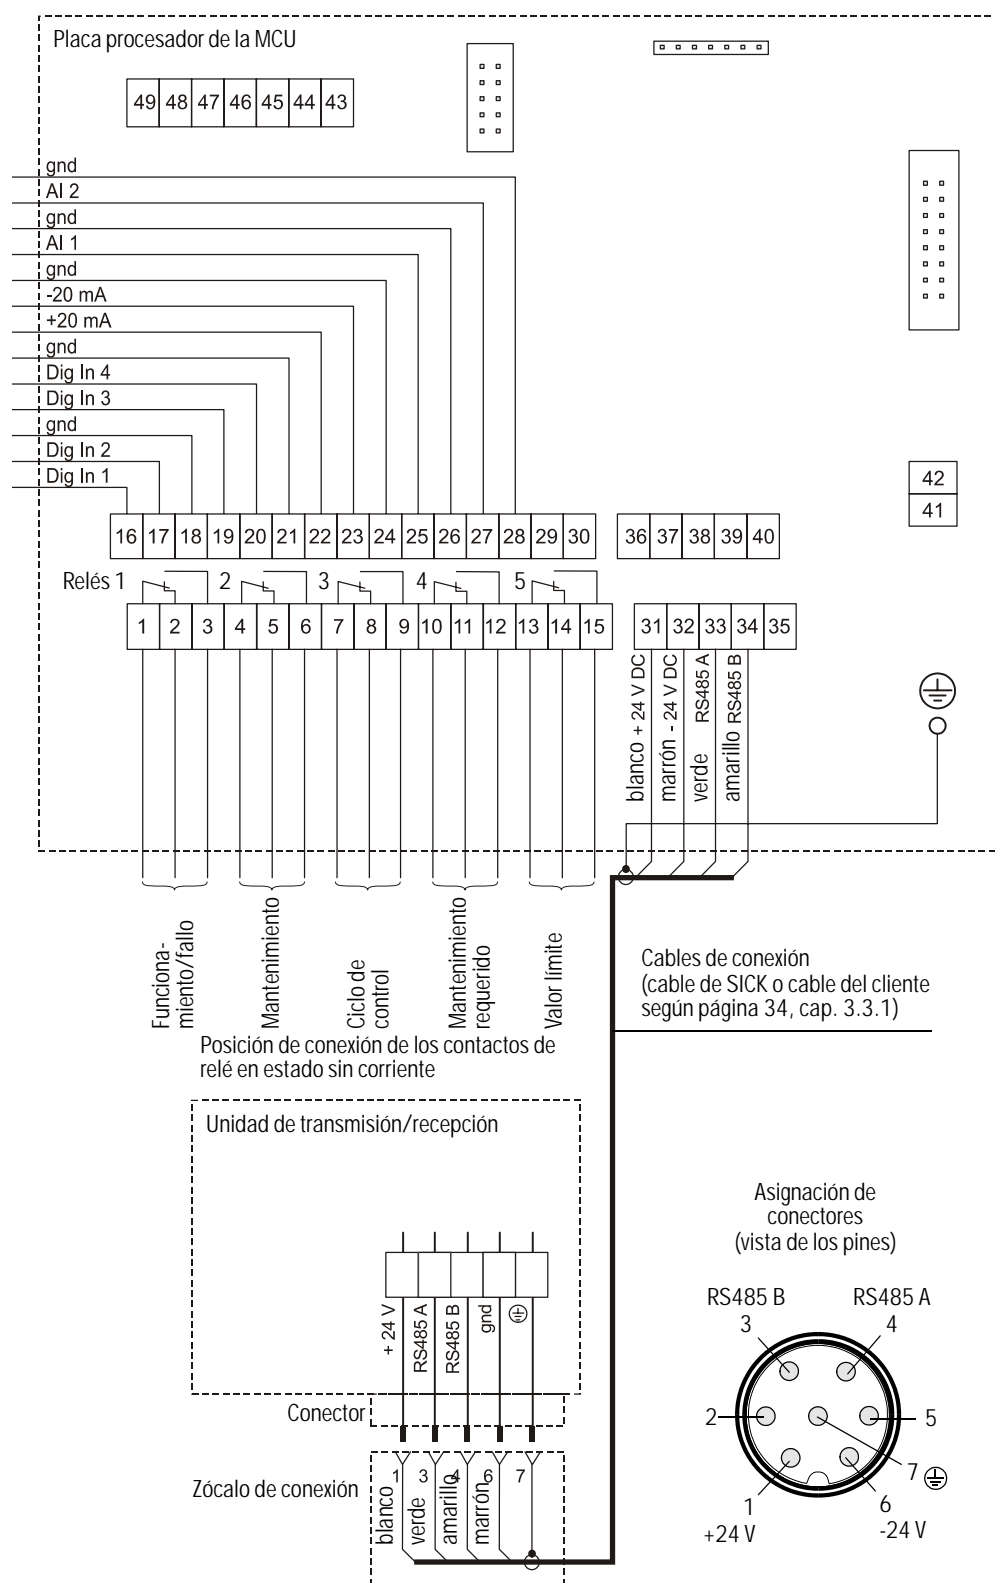 Placa procesador de la MCU
49 48 47 46 45 44 43
gnd
AI 2
gnd
AI 1
gnd
-20 mA
+20 mA
gnd
Dig In 4
Dig In 3
gnd
Dig In 2
Dig In 1
42
41
16 17 18 19 20 21 22 23 24 25 26 27 28 29 30
36 37 38 39 40
Relés 1 2 3 4 5
1 2 3 4 5 6 7 8 9 10 11 12 13 14 15
31 32 33 34 35
blanco + 24 V DC
marrón - 24 V DC
verde RS485 A
amarillo RS485 B
Funciona-
miento/fallo
Mantenimiento
Ciclo de
control
Mantenimiento
requerido
Valor límite
Posición de conexión de los contactos de
relé en estado sin corriente
Cables de conexión
(cable de SICK o cable del cliente
según página 34, cap. 3.3.1)
Unidad de transmisión/recepción
+ 24 V
RS485 A
RS485 B
gnd
Conector
Zócalo de conexión
1 3 4 6 7
blanco
verde
amarillo
marrón
Asignación de
conectores
(vista de los pines)
RS485 B RS485 A
3 4
2 5
7
1 6
+24 V -24 V